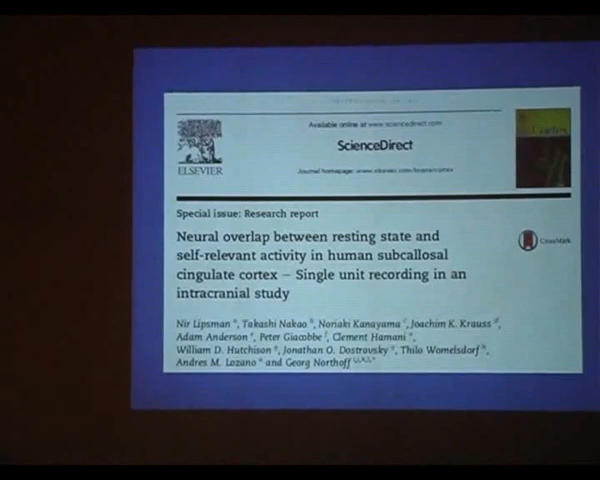 Available online at www.sciencedirect.com
ScienceDirect
ELSEVIER
Journal homepage: www.elsevier.com/locate/cortex
Special issue: Research report
CrossMark
Neural overlap between resting state and
self-relevant activity in human subcallosal
cingulate cortex – Single unit recording in an
intracranial study
Nir Lipsman, Takashi Nakao, Noriaki Kanayama, Joachim K. Krauss,
Adam Anderson, Peter Giacobbe, Clement Hamani,
William D. Hutchison, Jonathan O. Dostrovsky, Thilo Womelsdorf,
Andres M. Lozano and Georg Northoff